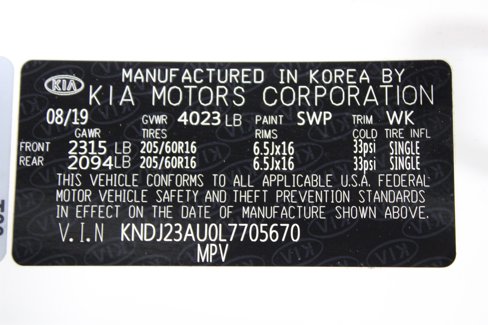 KIA MANUFACTURED IN KOREA BY
KIA MOTORS CORPORATION
08/19 GVWR 4023 LB PAINT SWP TRIM WK
GAWR TIRES RIMS COLD TIRE INFL
FRONT 2315 LB 205/60R16 6.5Jx16 33psi SINGLE
REAR 2094 LB 205/60R16 6.5Jx16 33psi SINGLE
THIS VEHICLE CONFORMS TO ALL APPLICABLE U.S.A. FEDERAL
MOTOR VEHICLE SAFETY AND THEFT PREVENTION STANDARDS
IN EFFECT ON THE DATE OF MANUFACTURE SHOWN ABOVE.
V.I.N KNDJ23AU0L7705670
MPV